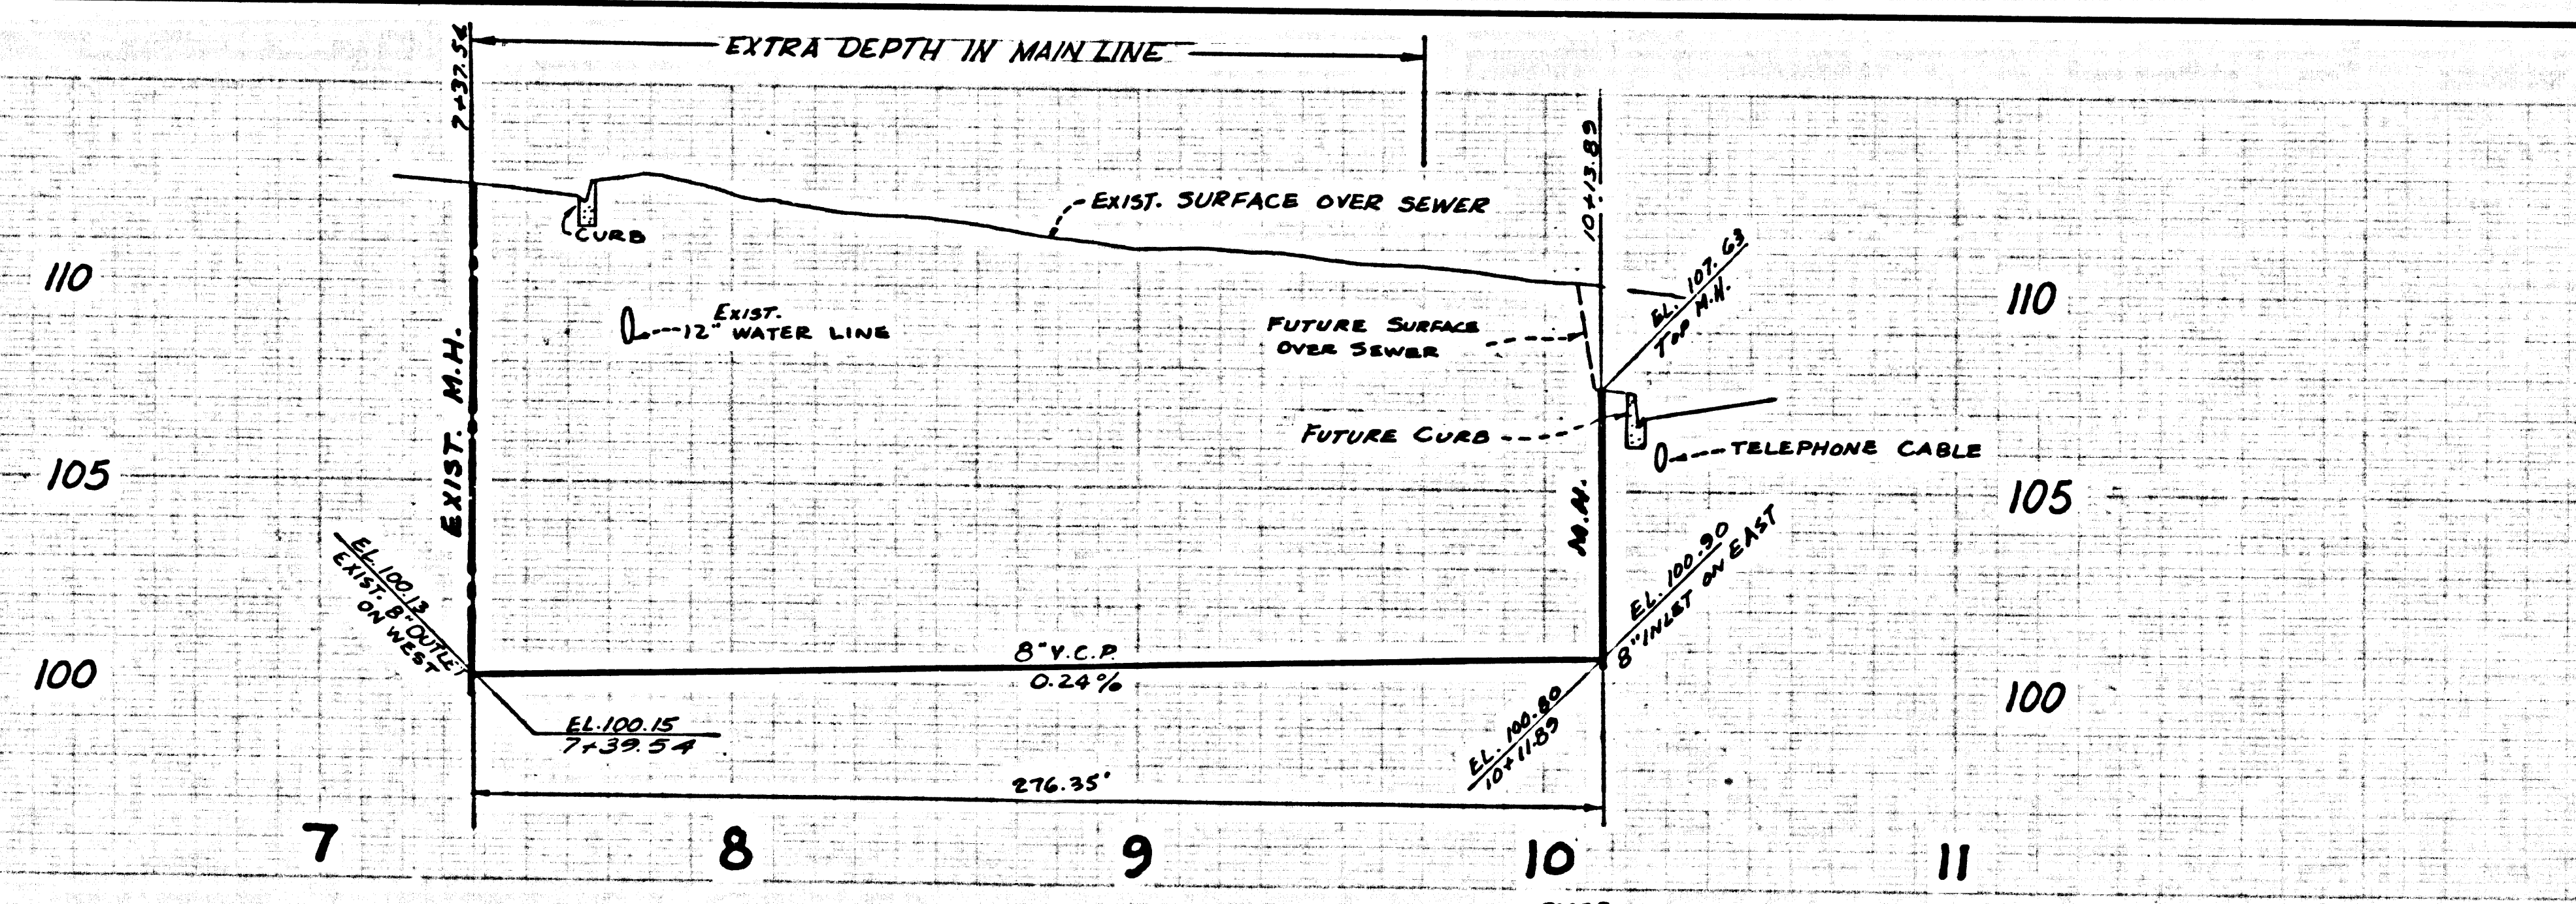 7+37.54
EXTRA DEPTH IN MAIN LINE
10+13.89
EXIST. SURFACE OVER SEWER
CURB
110
EXIST.
12" WATER LINE
FUTURE SURFACE
OVER SEWER
EL. 107.63
TOP M.H.
110
EXIST. M.H.
FUTURE CURB
TELEPHONE CABLE
105
M.H.
105
EL. 100.13
EXIST. 8" OUTLET
ON WEST
EL. 100.90
8" INLET ON EAST
100
8" V.C.P.
0.24%
100
EL. 100.15
7+39.54
EL. 100.80
10+11.89
276.35'
7
8
9
10
11